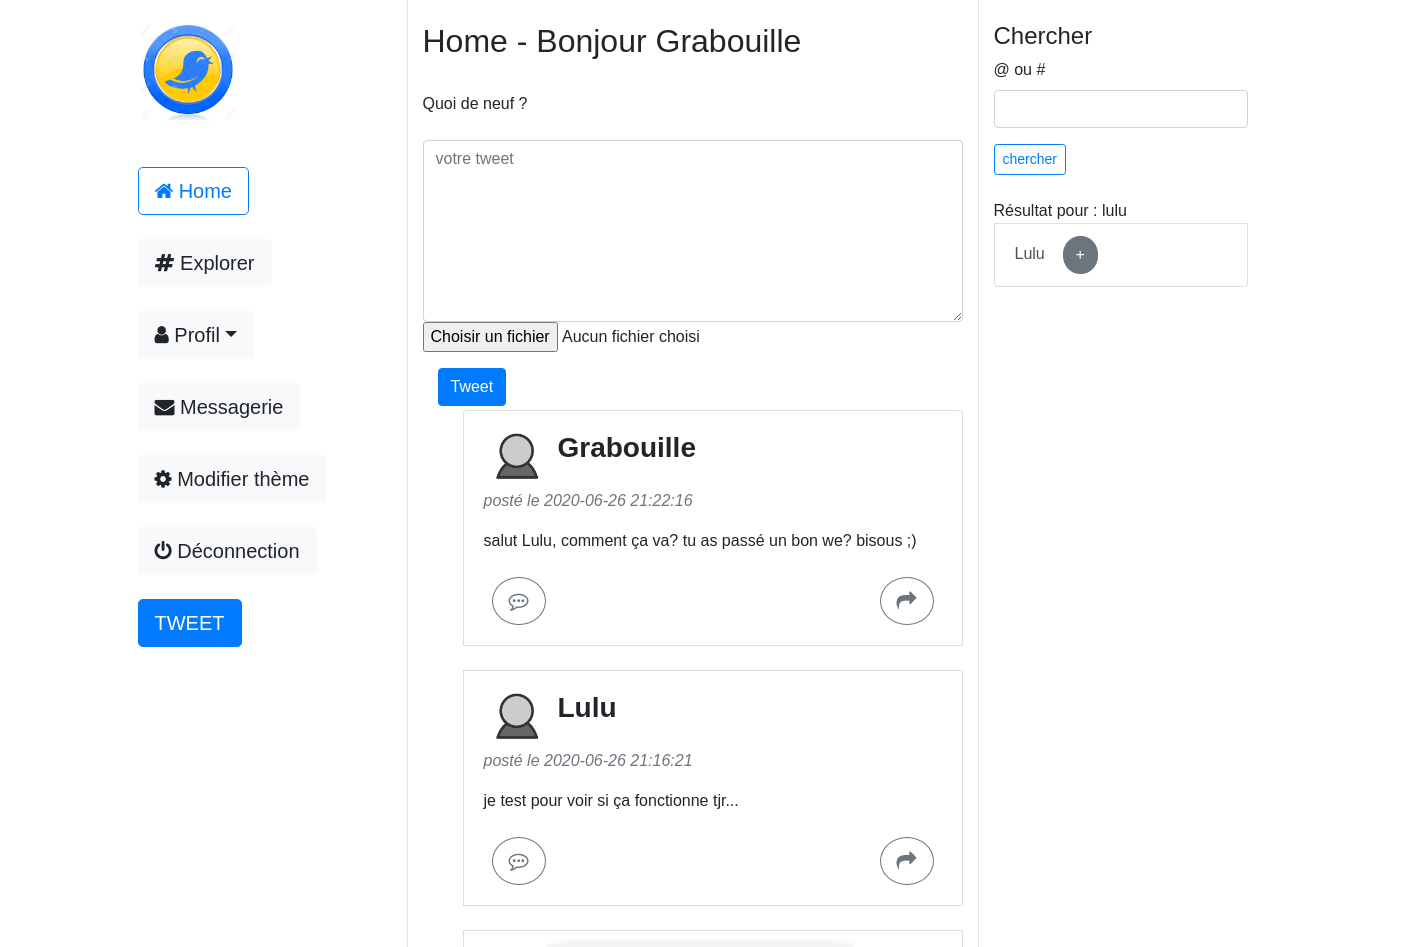 Home
Explorer
Profil
Messagerie
Modifier thème
Déconnection
TWEET
Home - Bonjour Grabouille
Quoi de neuf ?
votre tweet
Choisir un fichier Aucun fichier choisi
Tweet
Grabouille
posté le 2020-06-26 21:22:16
salut Lulu, comment ça va? tu as passé un bon we? bisous ;)
Lulu
posté le 2020-06-26 21:16:21
je test pour voir si ça fonctionne tjr...
Chercher
@ ou #
chercher
Résultat pour : lulu
Lulu +